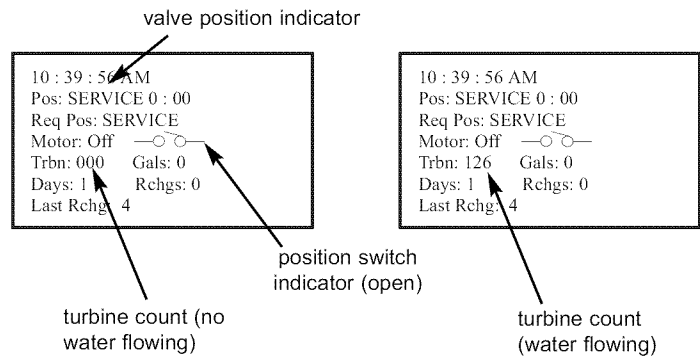 valve position indicator
10 : 39 : 56 AM
Pos: SERVICE 0 : 00
Req Pos: SERVICE
Motor: Off
Trbn: 000 Gals: 0
Days: 1 Rchgs: 0
Last Rchg: 4
position switch
indicator (open)
turbine count (no
water flowing)
10 : 39 : 56 AM
Pos: SERVICE 0 : 00
Req Pos: SERVICE
Motor: Off
Trbn: 126 Gals: 0
Days: 1 Rchgs: 0
Last Rchg: 4
turbine count
(water flowing)